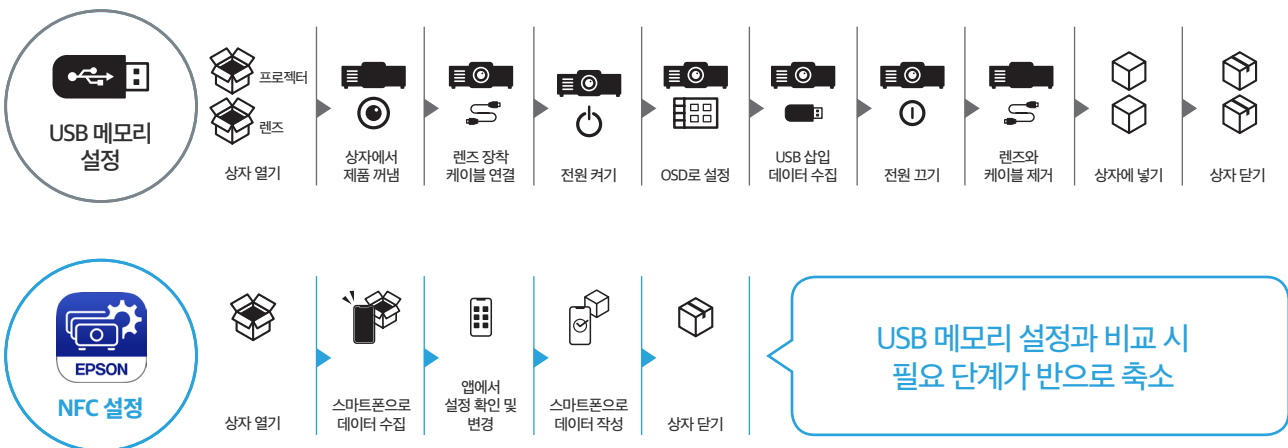 USB 메모리
설정
프로젝터
렌즈
상자 열기
상자에서
제품 꺼냄
렌즈 장착
케이블 연결
전원 켜기
OSD로 설정
USB 삽입
데이터 수집
전원 끄기
렌즈와
케이블 제거
상자에 넣기
상자 닫기
EPSON
NFC 설정
상자 열기
스마트폰으로
데이터 수집
앱에서
설정 확인 및
변경
스마트폰으로
데이터 작성
상자 닫기
USB 메모리 설정과 비교 시
필요 단계가 반으로 축소